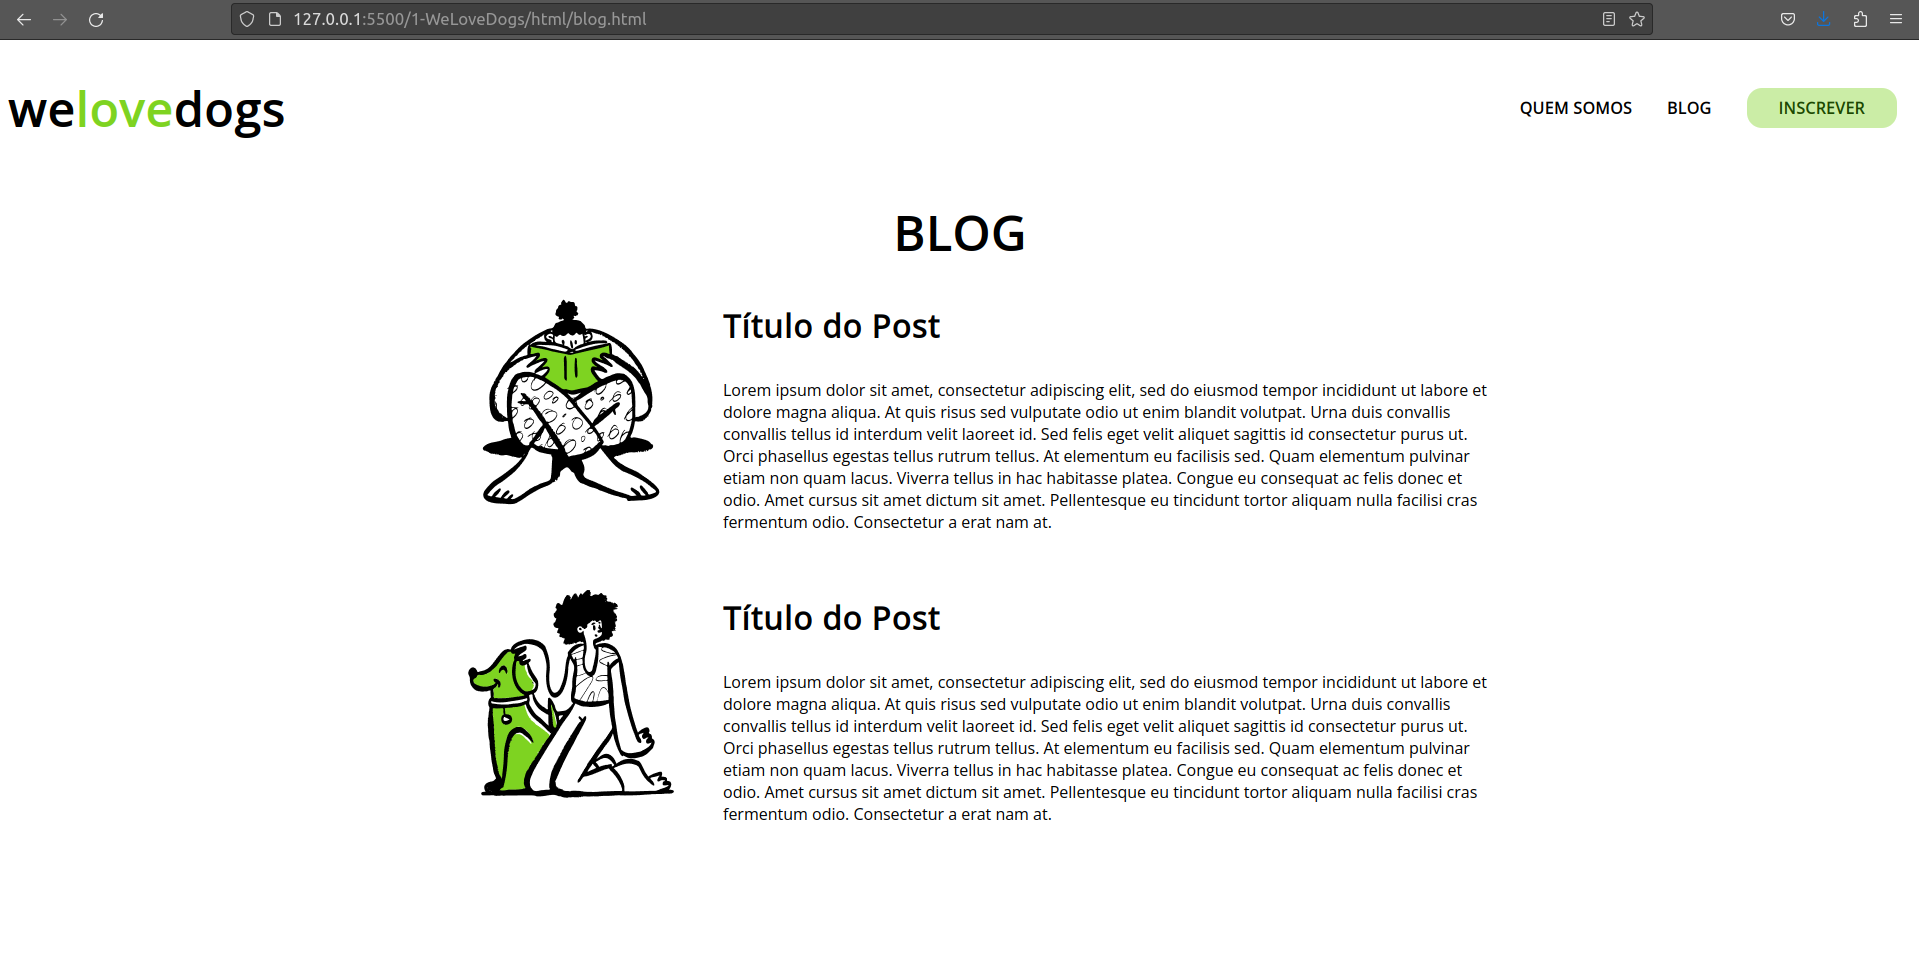 127.0.0.1:5500/1-WeLoveDogs/html/blog.html
welovedogs
QUEM SOMOS BLOG INSCREVER
BLOG
Título do Post
Lorem ipsum dolor sit amet, consectetur adipiscing elit, sed do eiusmod tempor incididunt ut labore et
dolore magna aliqua. At quis risus sed vulputate odio ut enim blandit volutpat. Urna duis convallis
convallis tellus id interdum velit laoreet id. Sed felis eget velit aliquet sagittis id consectetur purus ut.
Orci phasellus egestas tellus rutrum tellus. At elementum eu facilisis sed. Quam elementum pulvinar
etiam non quam lacus. Viverra tellus in hac habitasse platea. Congue eu consequat ac felis donec et
odio. Amet cursus sit amet dictum sit amet. Pellentesque eu tincidunt tortor aliquam nulla facilisi cras
fermentum odio. Consectetur a erat nam at.
Título do Post
Lorem ipsum dolor sit amet, consectetur adipiscing elit, sed do eiusmod tempor incididunt ut labore et
dolore magna aliqua. At quis risus sed vulputate odio ut enim blandit volutpat. Urna duis convallis
convallis tellus id interdum velit laoreet id. Sed felis eget velit aliquet sagittis id consectetur purus ut.
Orci phasellus egestas tellus rutrum tellus. At elementum eu facilisis sed. Quam elementum pulvinar
etiam non quam lacus. Viverra tellus in hac habitasse platea. Congue eu consequat ac felis donec et
odio. Amet cursus sit amet dictum sit amet. Pellentesque eu tincidunt tortor aliquam nulla facilisi cras
fermentum odio. Consectetur a erat nam at.